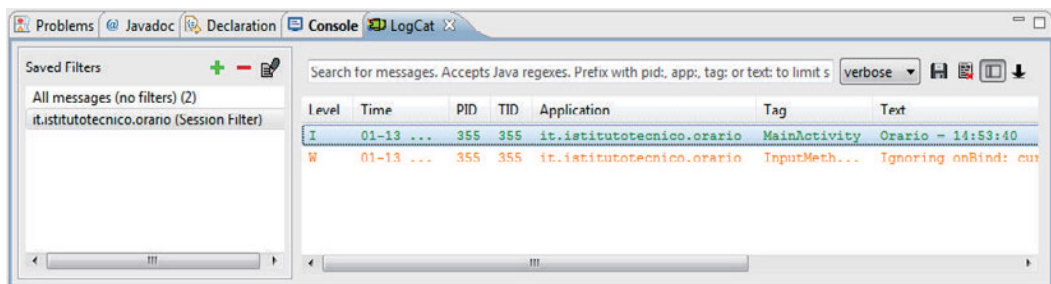 Problems @ Javadoc Declaration Console LogCat
Saved Filters
All messages (no filters) (2)
it.istitutotecnico.orario (Session Filter)
Search for messages. Accepts Java regexes. Prefix with pid:, app:, tag: or text: to limit s verbose
Level Time PID TID Application Tag Text
I 01-13 ... 355 355 it.istitutotecnico.orario MainActivity Orario - 14:53:40
W 01-13 ... 355 355 it.istitutotecnico.orario InputMeth... Ignoring onBind: cur